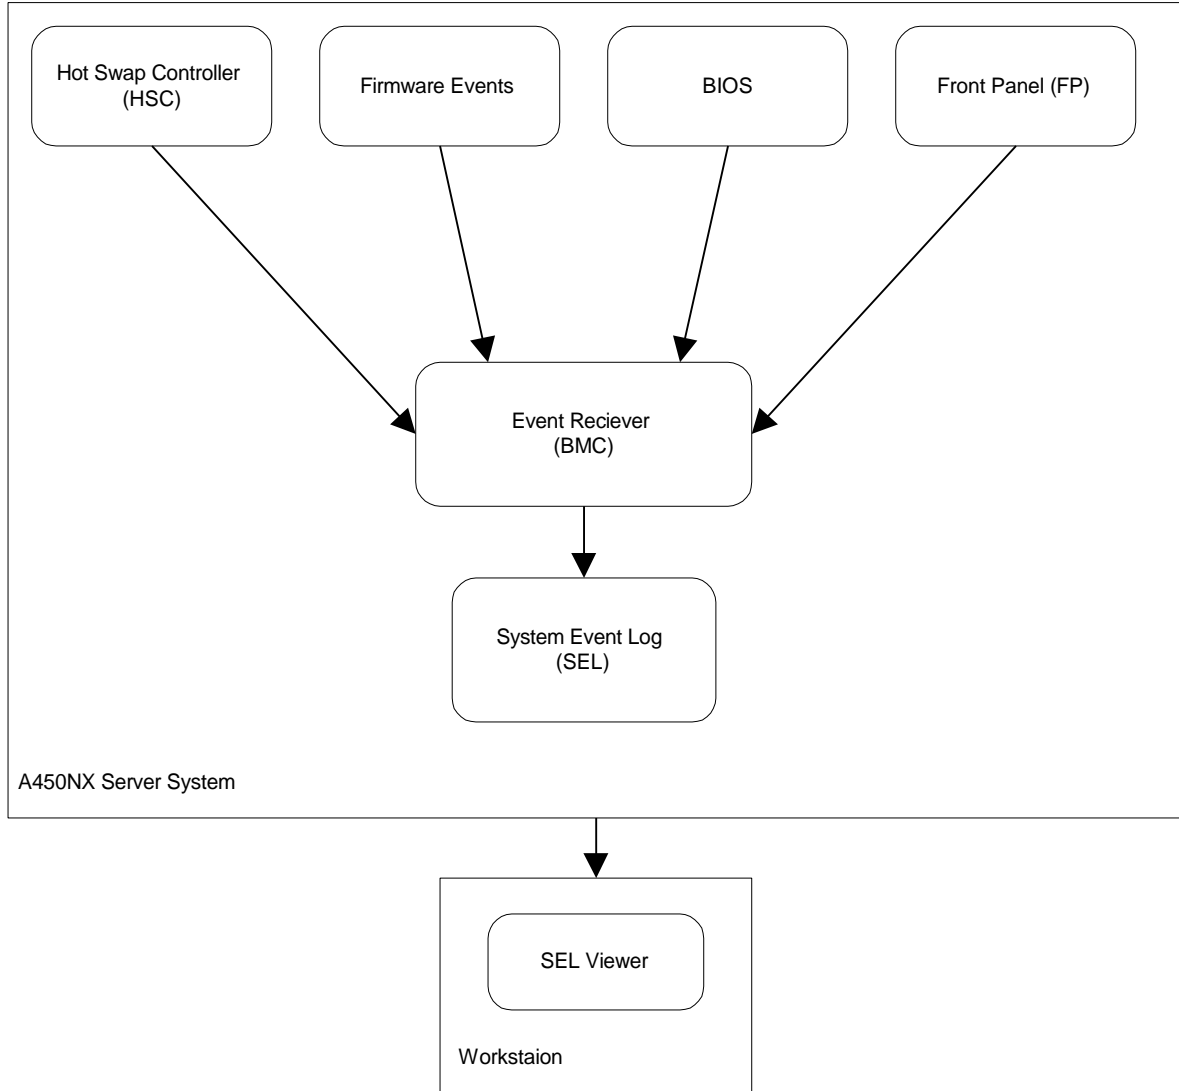 Hot Swap Controller
(HSC)
Firmware Events
BIOS
Front Panel (FP)
Event Reciever
(BMC)
System Event Log
(SEL)
A450NX Server System
SEL Viewer
Workstaion